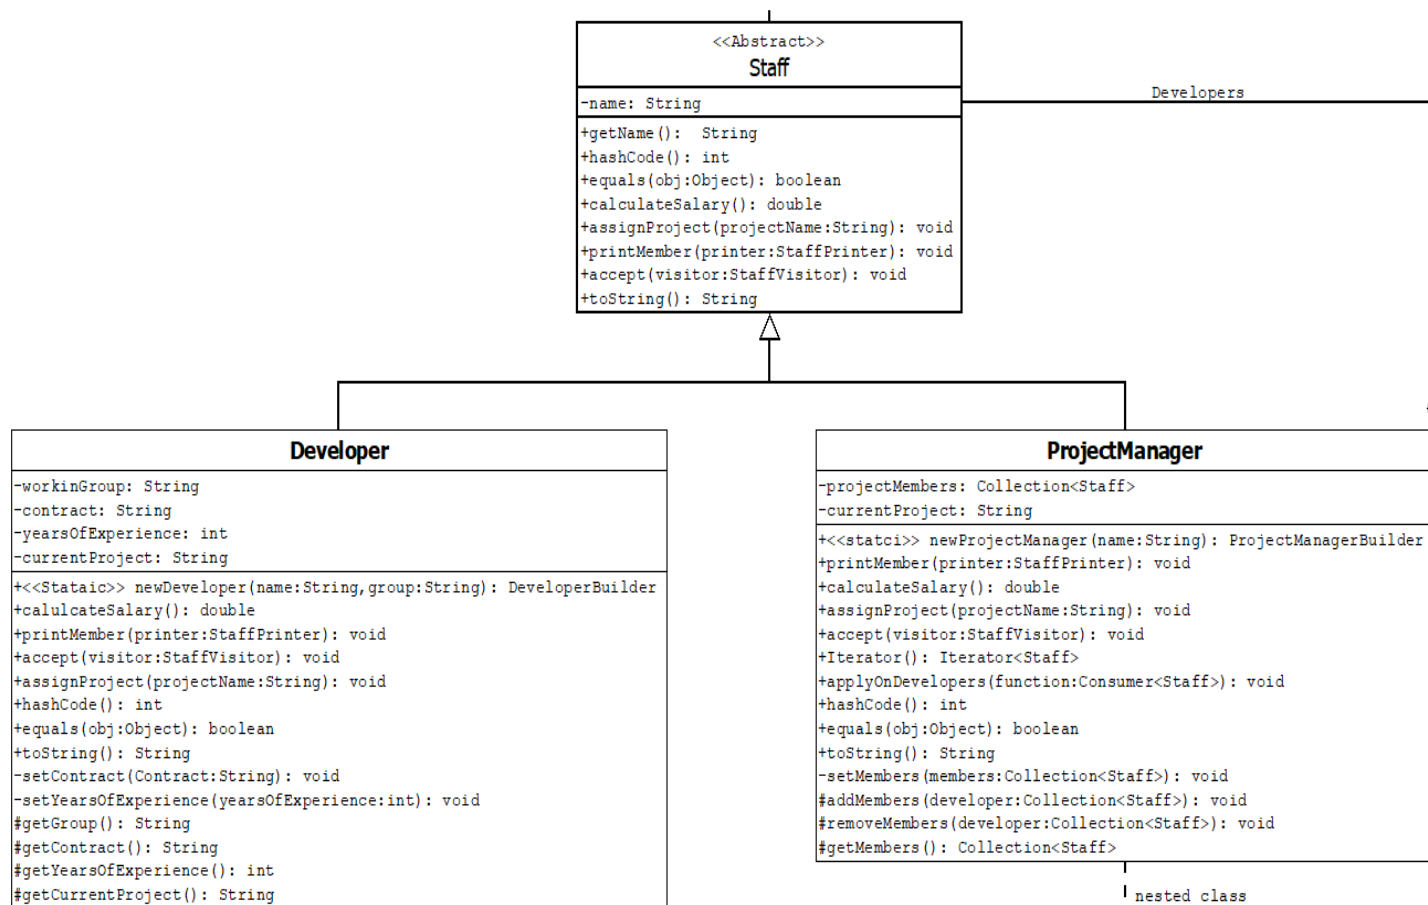 <<Abstract>>
Staff
-name: String
+getName(): String
+hashCode(): int
+equals(obj:Object): boolean
+calculateSalary(): double
+assignProject(projectName:String): void
+printMember(printer:StaffPrinter): void
+accept(visitor:StaffVisitor): void
+toString(): String
Developers
Developer
-workinGroup: String
-contract: String
-yearsOfExperience: int
-currentProject: String
+<<Stataic>> newDeveloper(name:String,group:String): DeveloperBuilder
+calulcateSalary(): double
+printMember(printer:StaffPrinter): void
+accept(visitor:StaffVisitor): void
+assignProject(projectName:String): void
+hashCode(): int
+equals(obj:Object): boolean
+toString(): String
-setContract(Contract:String): void
-setYearsOfExperience(yearsOfExperience:int): void
#getGroup(): String
#getContract(): String
#getYearsOfExperience(): int
#getCurrentProject(): String
ProjectManager
-projectMembers: Collection<Staff>
-currentProject: String
+<<statci>> newProjectManager(name:String): ProjectManagerBuilder
+printMember(printer:StaffPrinter): void
+calculateSalary(): double
+assignProject(projectName:String): void
+accept(visitor:StaffVisitor): void
+Iterator(): Iterator<Staff>
+applyOnDevelopers(function:Consumer<Staff>): void
+hashCode(): int
+equals(obj:Object): boolean
+toString(): String
-setMembers(members:Collection<Staff>): void
#addMembers(developer:Collection<Staff>): void
#removeMembers(developer:Collection<Staff>): void
#getMembers(): Collection<Staff>
nested class